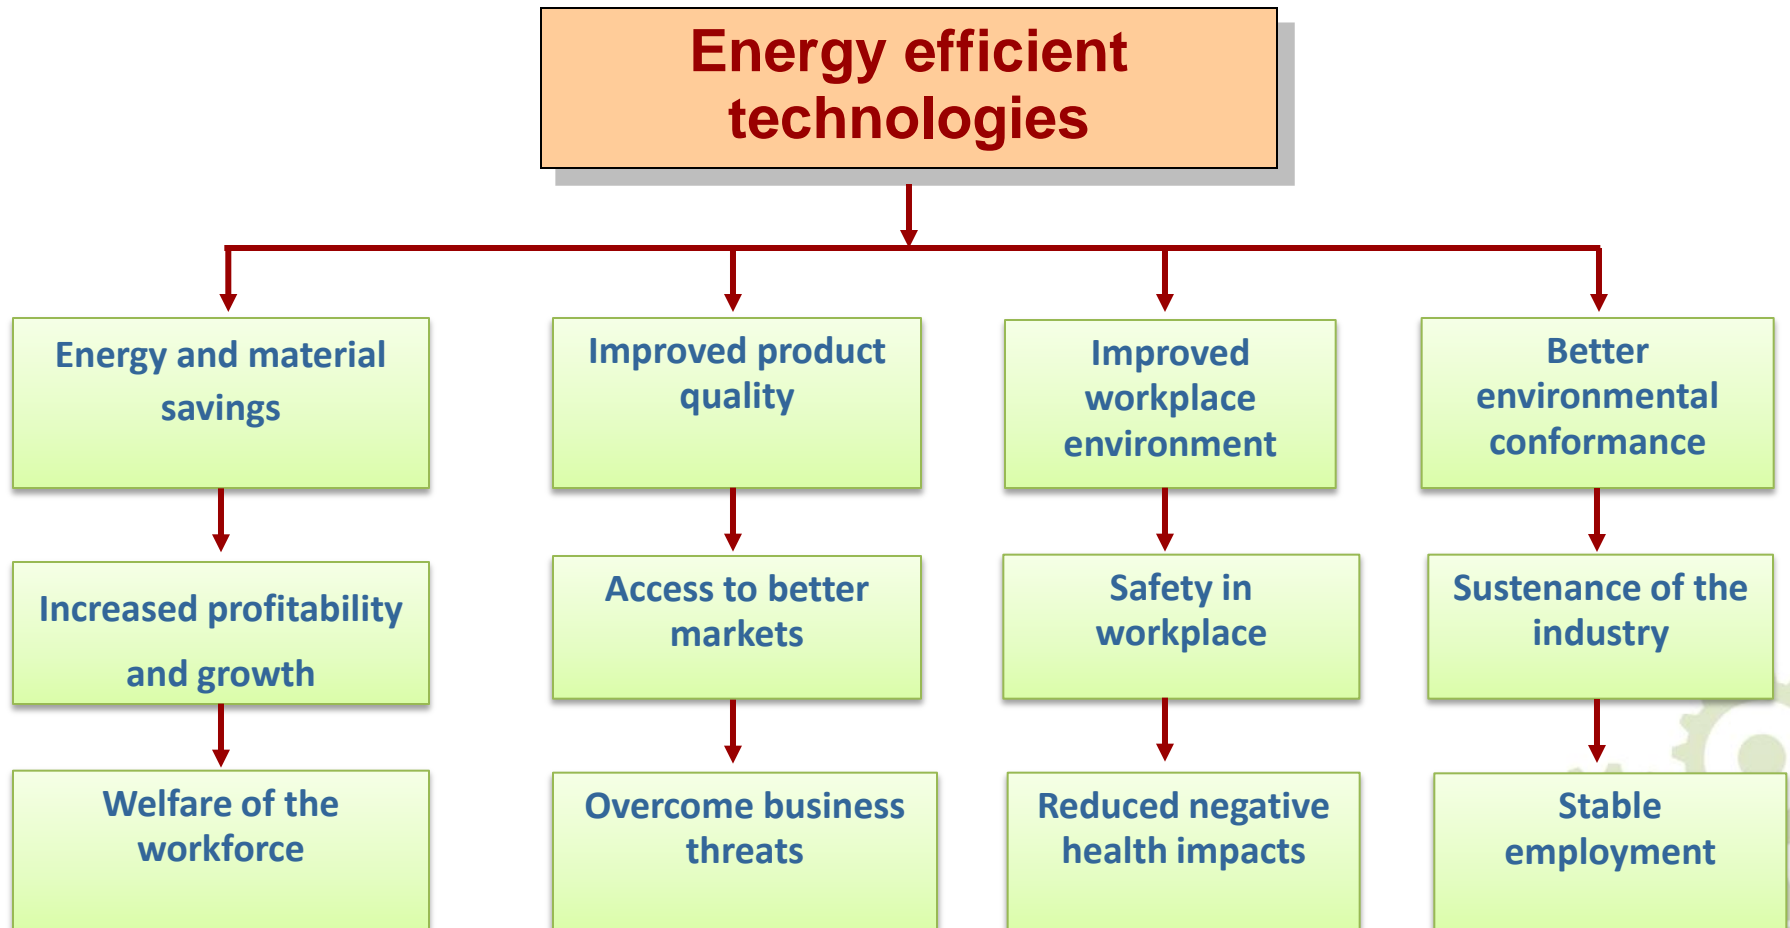 Energy efficient
technologies
Energy and material
savings
Improved product
quality
Improved
workplace
environment
Better
environmental
conformance
Increased profitability
and growth
Access to better
markets
Safety in
workplace
Sustenance of the
industry
Welfare of the
workforce
Overcome business
threats
Reduced negative
health impacts
Stable
employment